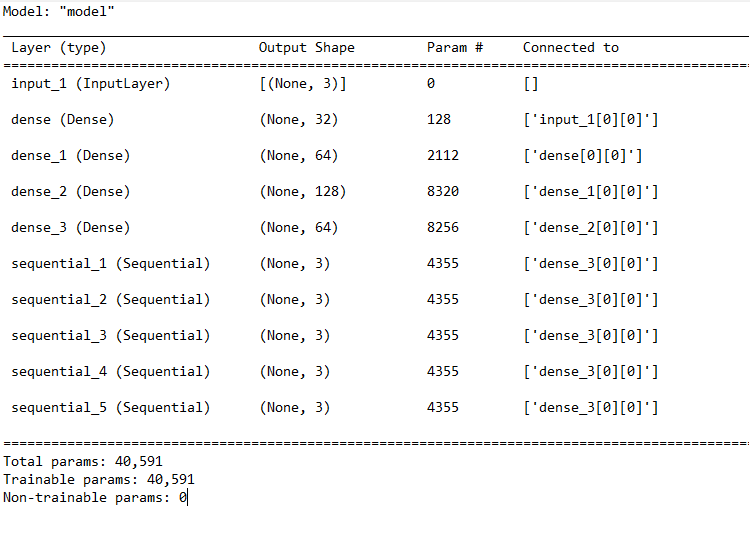 Model: "model"
Layer (type) Output Shape Param # Connected to
input_1 (InputLayer) [(None, 3)] 0 []
dense (Dense) (None, 32) 128 ['input_1[0][0]']
dense_1 (Dense) (None, 64) 2112 ['dense[0][0]']
dense_2 (Dense) (None, 128) 8320 ['dense_1[0][0]']
dense_3 (Dense) (None, 64) 8256 ['dense_2[0][0]']
sequential_1 (Sequential) (None, 3) 4355 ['dense_3[0][0]']
sequential_2 (Sequential) (None, 3) 4355 ['dense_3[0][0]']
sequential_3 (Sequential) (None, 3) 4355 ['dense_3[0][0]']
sequential_4 (Sequential) (None, 3) 4355 ['dense_3[0][0]']
sequential_5 (Sequential) (None, 3) 4355 ['dense_3[0][0]']
Total params: 40,591
Trainable params: 40,591
Non-trainable params: 0